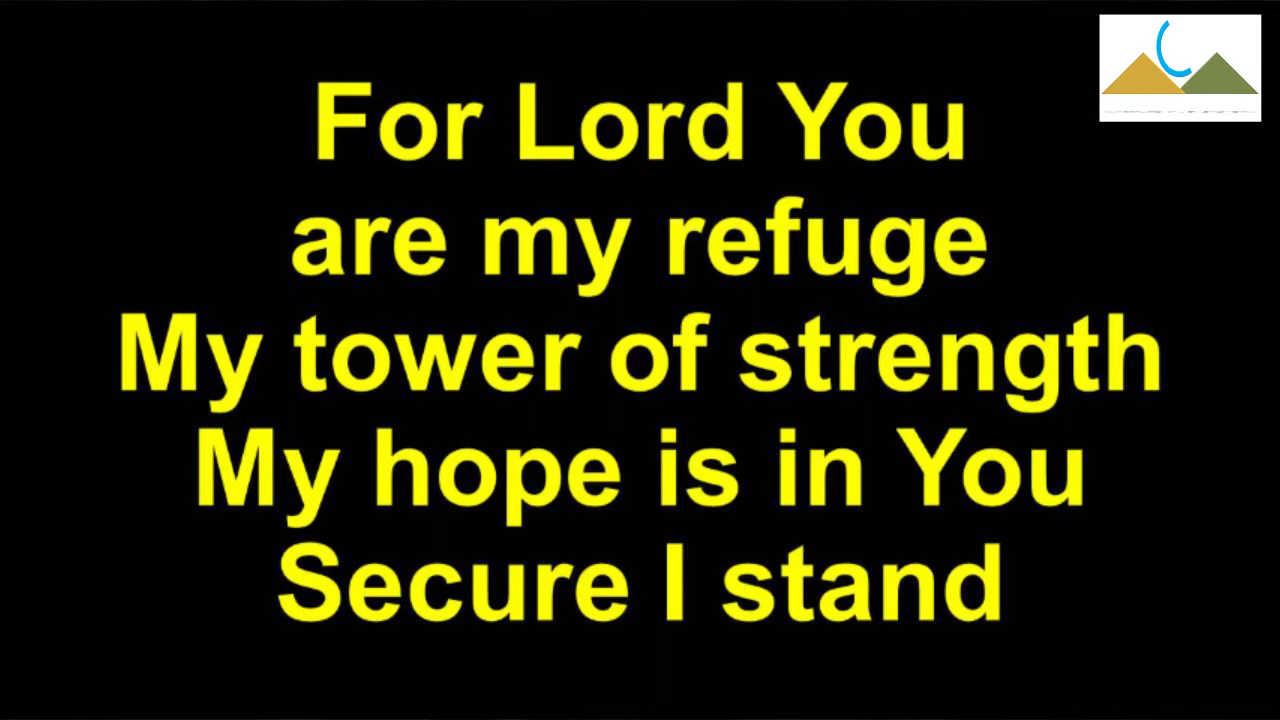 For Lord You
are my refuge
My tower of strength
My hope is in You
Secure I stand